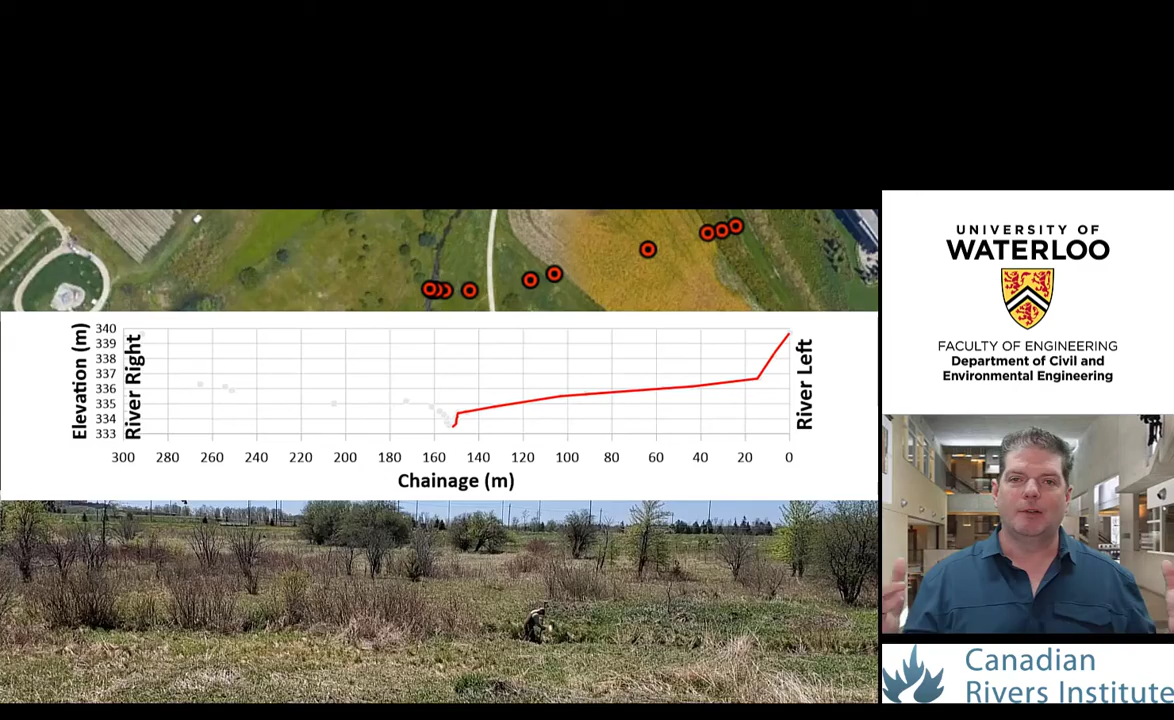 UNIVERSITY OF
WATERLOO
FACULTY OF ENGINEERING
Department of Civil and
Environmental Engineering
Elevation (m)
340
339
338
337
336
335
334
333
River Right
River Left
300 280 260 240 220 200 180 160 140 120 100 80 60 40 20 0
Chainage (m)
Canadian
Rivers Institute